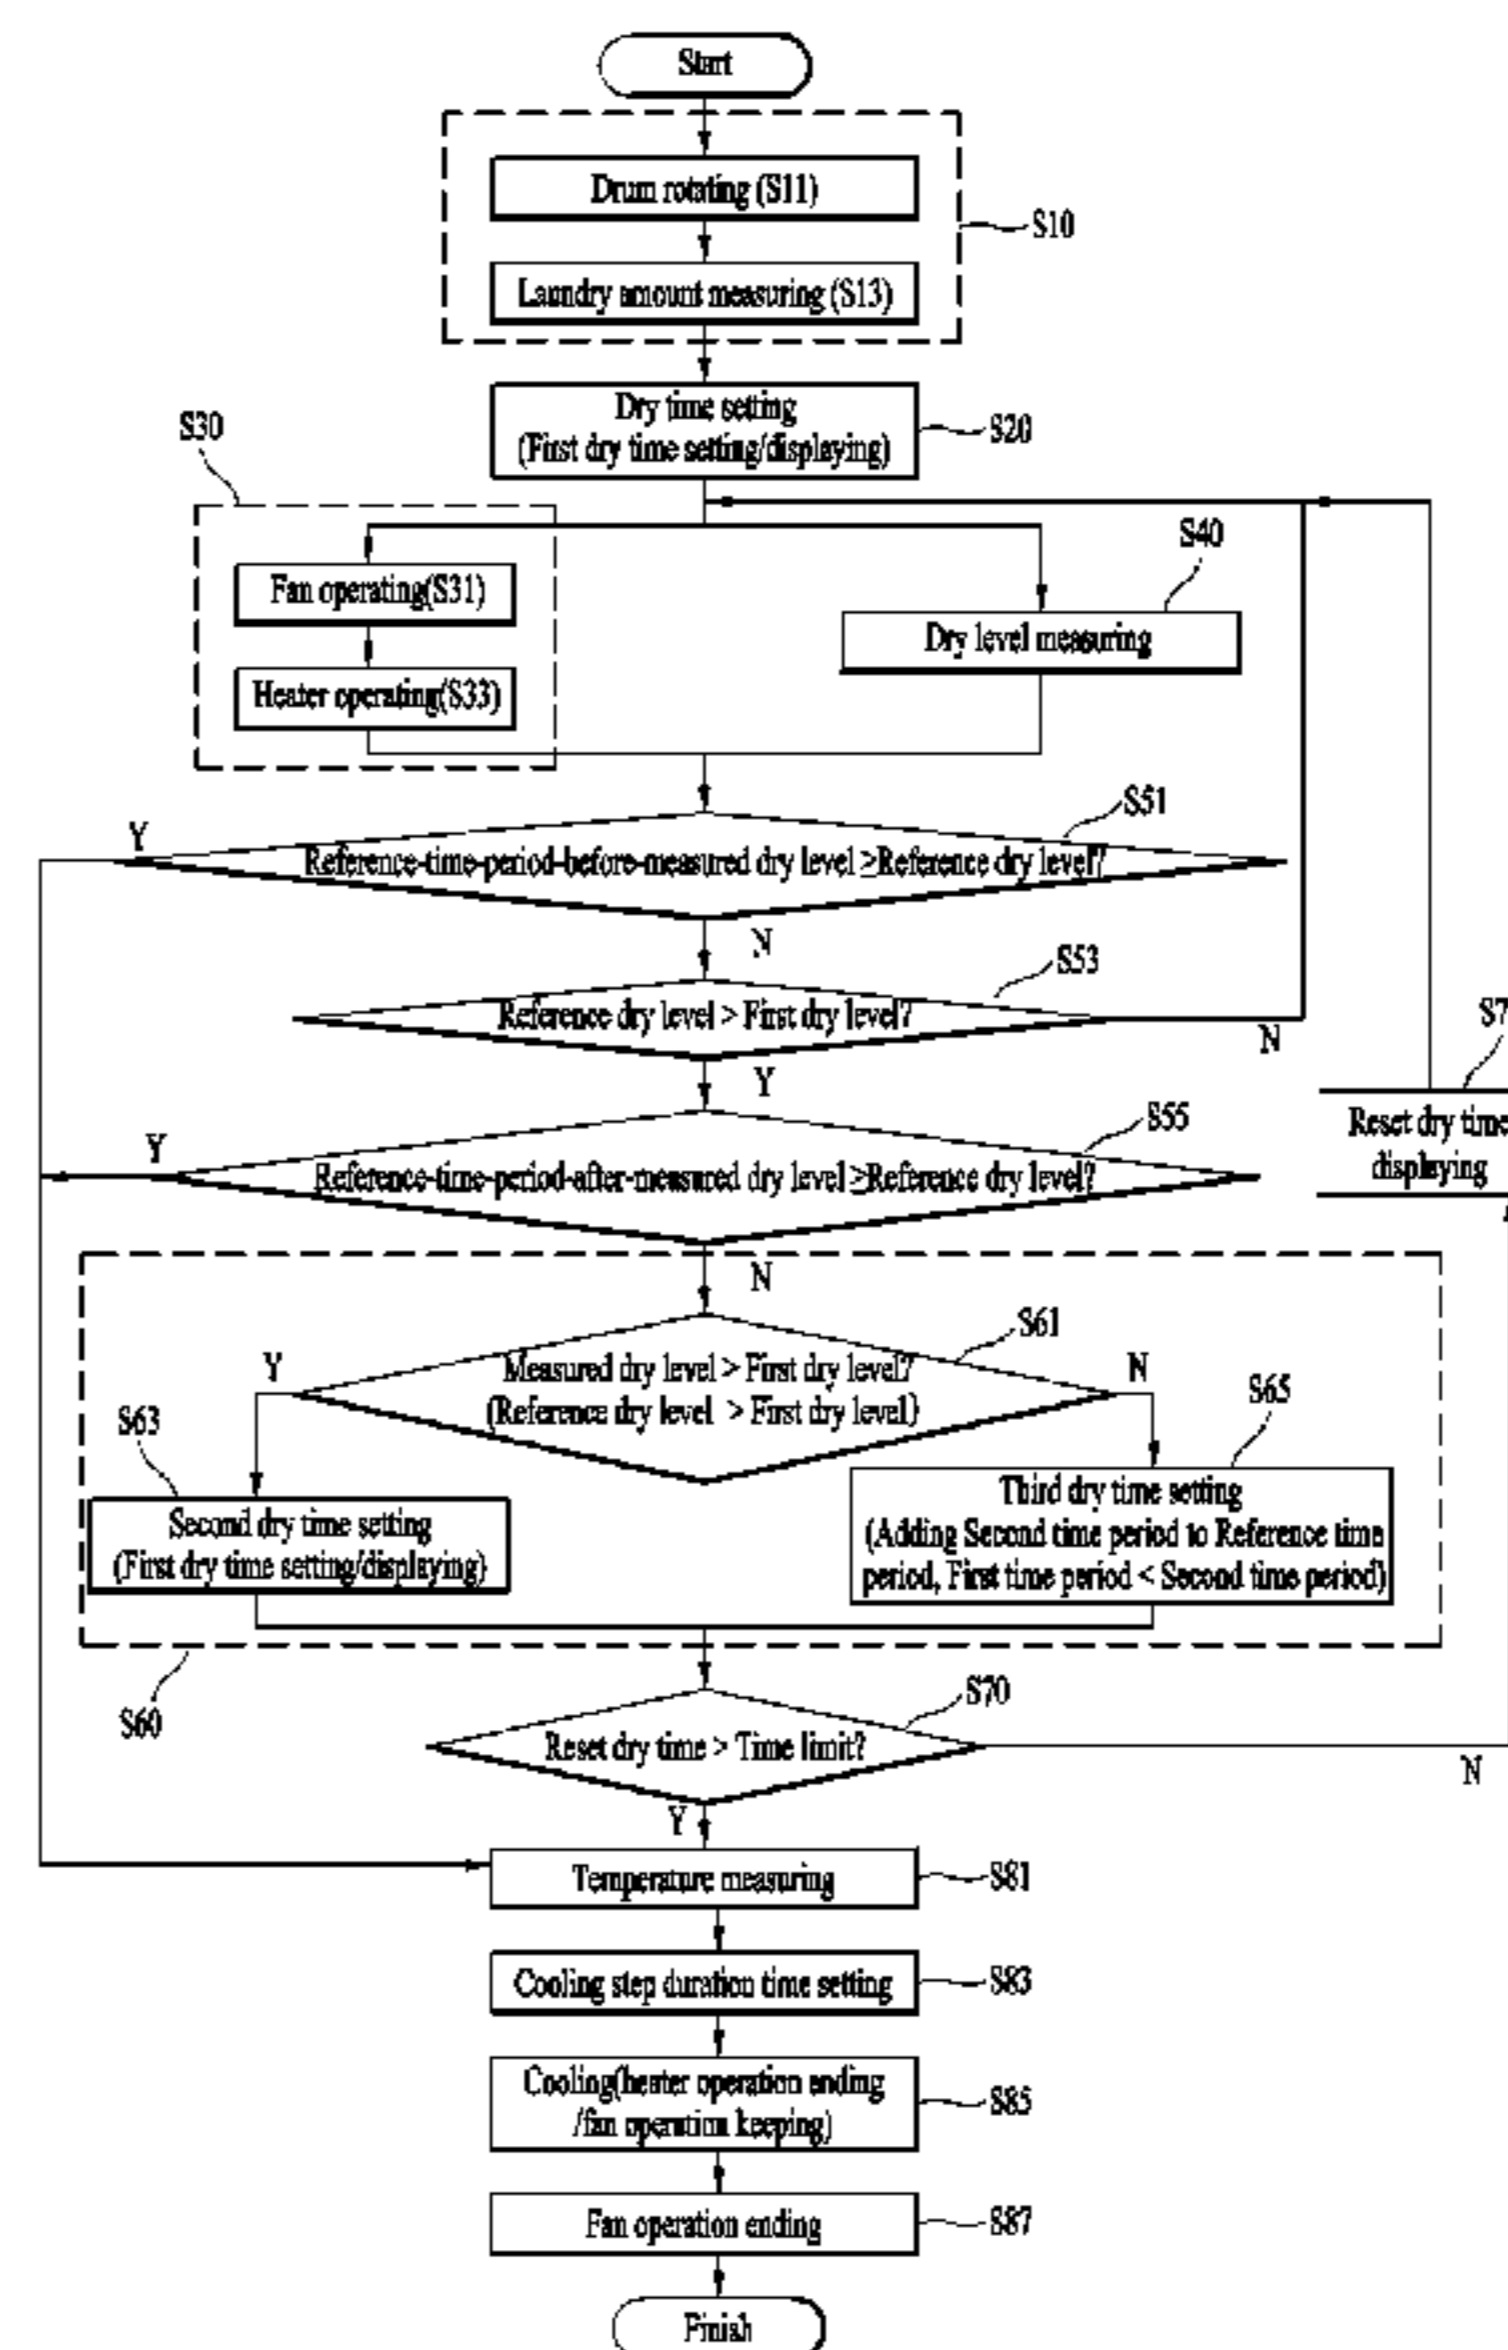 Start
Drum rotating (S11)
S10
Laundry amount measuring (S13)
Dry time setting
(First dry time setting/displaying)
S20
S30
S40
Fan operating(S31)
Dry level measuring
Heater operating(S33)
S51
Y
Reference-time-period-before-measured dry level ≥Reference dry level?
N
S53
Reference dry level > First dry level?
N
Y
S7
Reset dry time
displaying
S55
Y
Reference-time-period-after-measured dry level ≥Reference dry level?
N
S61
Y
Measured dry level > First dry level?
(Reference dry level > First dry level)
N
S63
S65
Second dry time setting
(First dry time setting/displaying)
Third dry time setting
(Adding Second time period to Reference time
period, First time period < Second time period)
S60
S70
Reset dry time > Time limit?
N
Y
Temperature measuring
S81
Cooling step duration time setting
S83
Cooling(heater operation ending
/fan operation keeping)
S85
Fan operation ending
S87
Finish